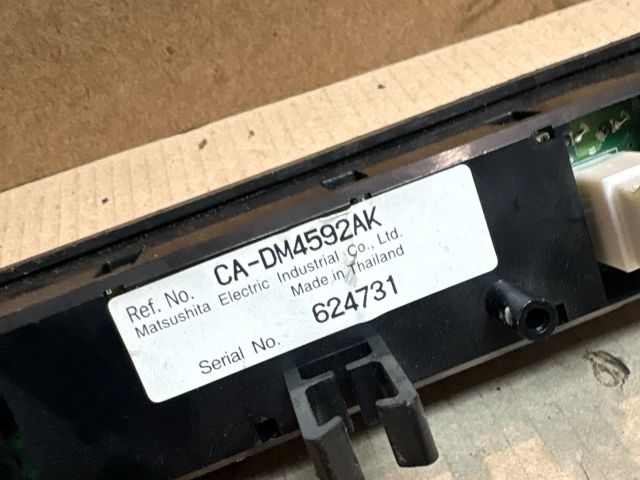 Ref. No. CA-DM4592AK
Matsushita Electric Industrial Co., Ltd.
Made in Thailand
Serial No. 624731